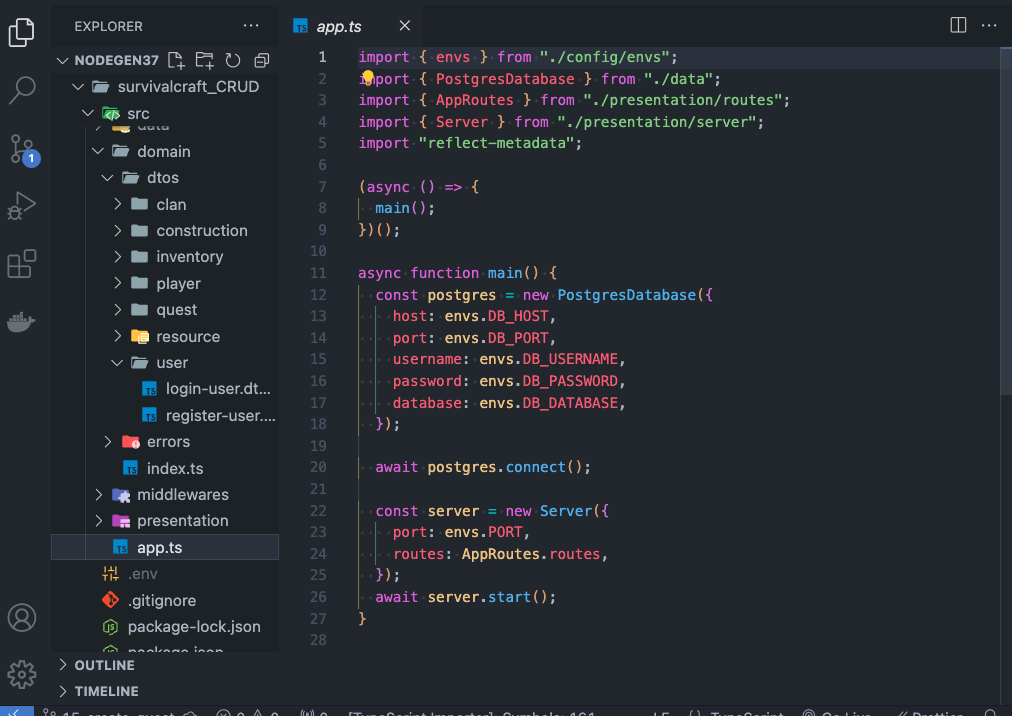 EXPLORER
NODEGEN37
survivalcraft_CRUD
src
data
domain
dtos
clan
construction
inventory
player
quest
resource
user
TS login-user.dt...
TS register-user....
errors
TS index.ts
middlewares
presentation
TS app.ts
.env
.gitignore
package-lock.json
package.json
OUTLINE
TIMELINE
1
TS app.ts
1 import { envs } from "./config/envs";
2 import { PostgresDatabase } from "./data";
3 import { AppRoutes } from "./presentation/routes";
4 import { Server } from "./presentation/server";
5 import "reflect-metadata";
6
7 (async () => {
8 main();
9 })();
10
11 async function main() {
12 const postgres = new PostgresDatabase({
13 host: envs.DB_HOST,
14 port: envs.DB_PORT,
15 username: envs.DB_USERNAME,
16 password: envs.DB_PASSWORD,
17 database: envs.DB_DATABASE,
18 });
19
20 await postgres.connect();
21
22 const server = new Server({
23 port: envs.PORT,
24 routes: AppRoutes.routes,
25 });
26 await server.start();
27 }
28
15-create-quest 0 0 0 [TypeScript Importer]: Symbols: 161 LF {} TypeScript Go Live Prettier